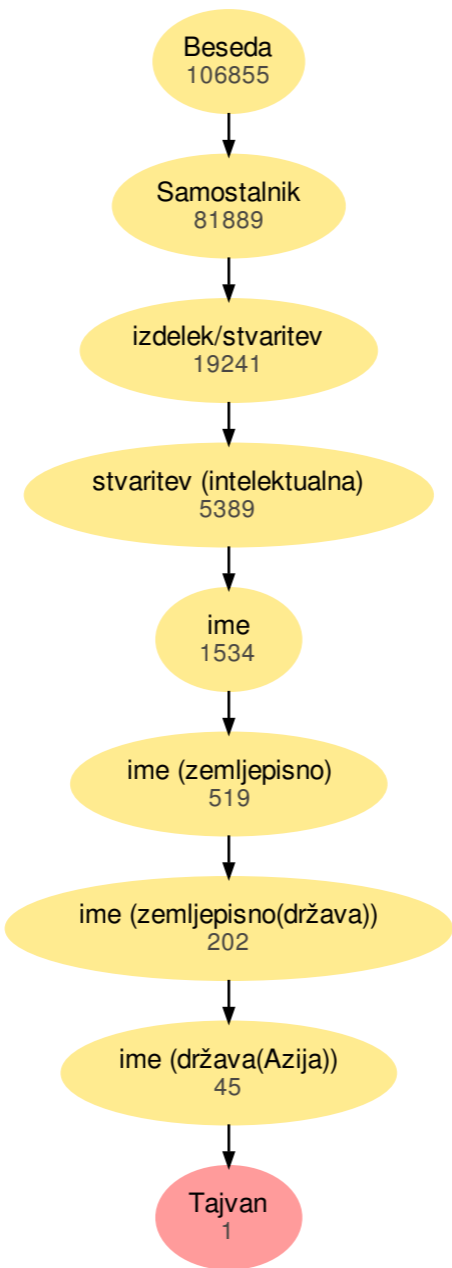 Beseda
106855
Samostalnik
81889
izdelek/stvaritev
19241
stvaritev (intelektualna)
5389
ime
1534
ime (zemljepisno)
519
ime (zemljepisno(država))
202
ime (država(Azija))
45
Tajvan
1